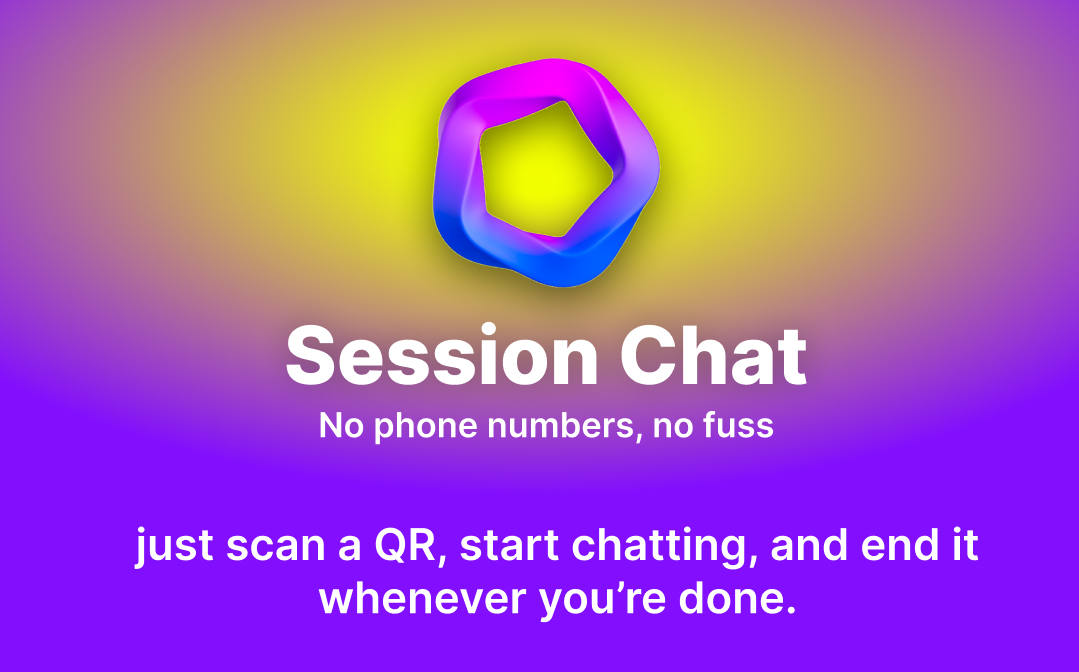 Session Chat
No phone numbers, no fuss
just scan a QR, start chatting, and end it
whenever you’re done.